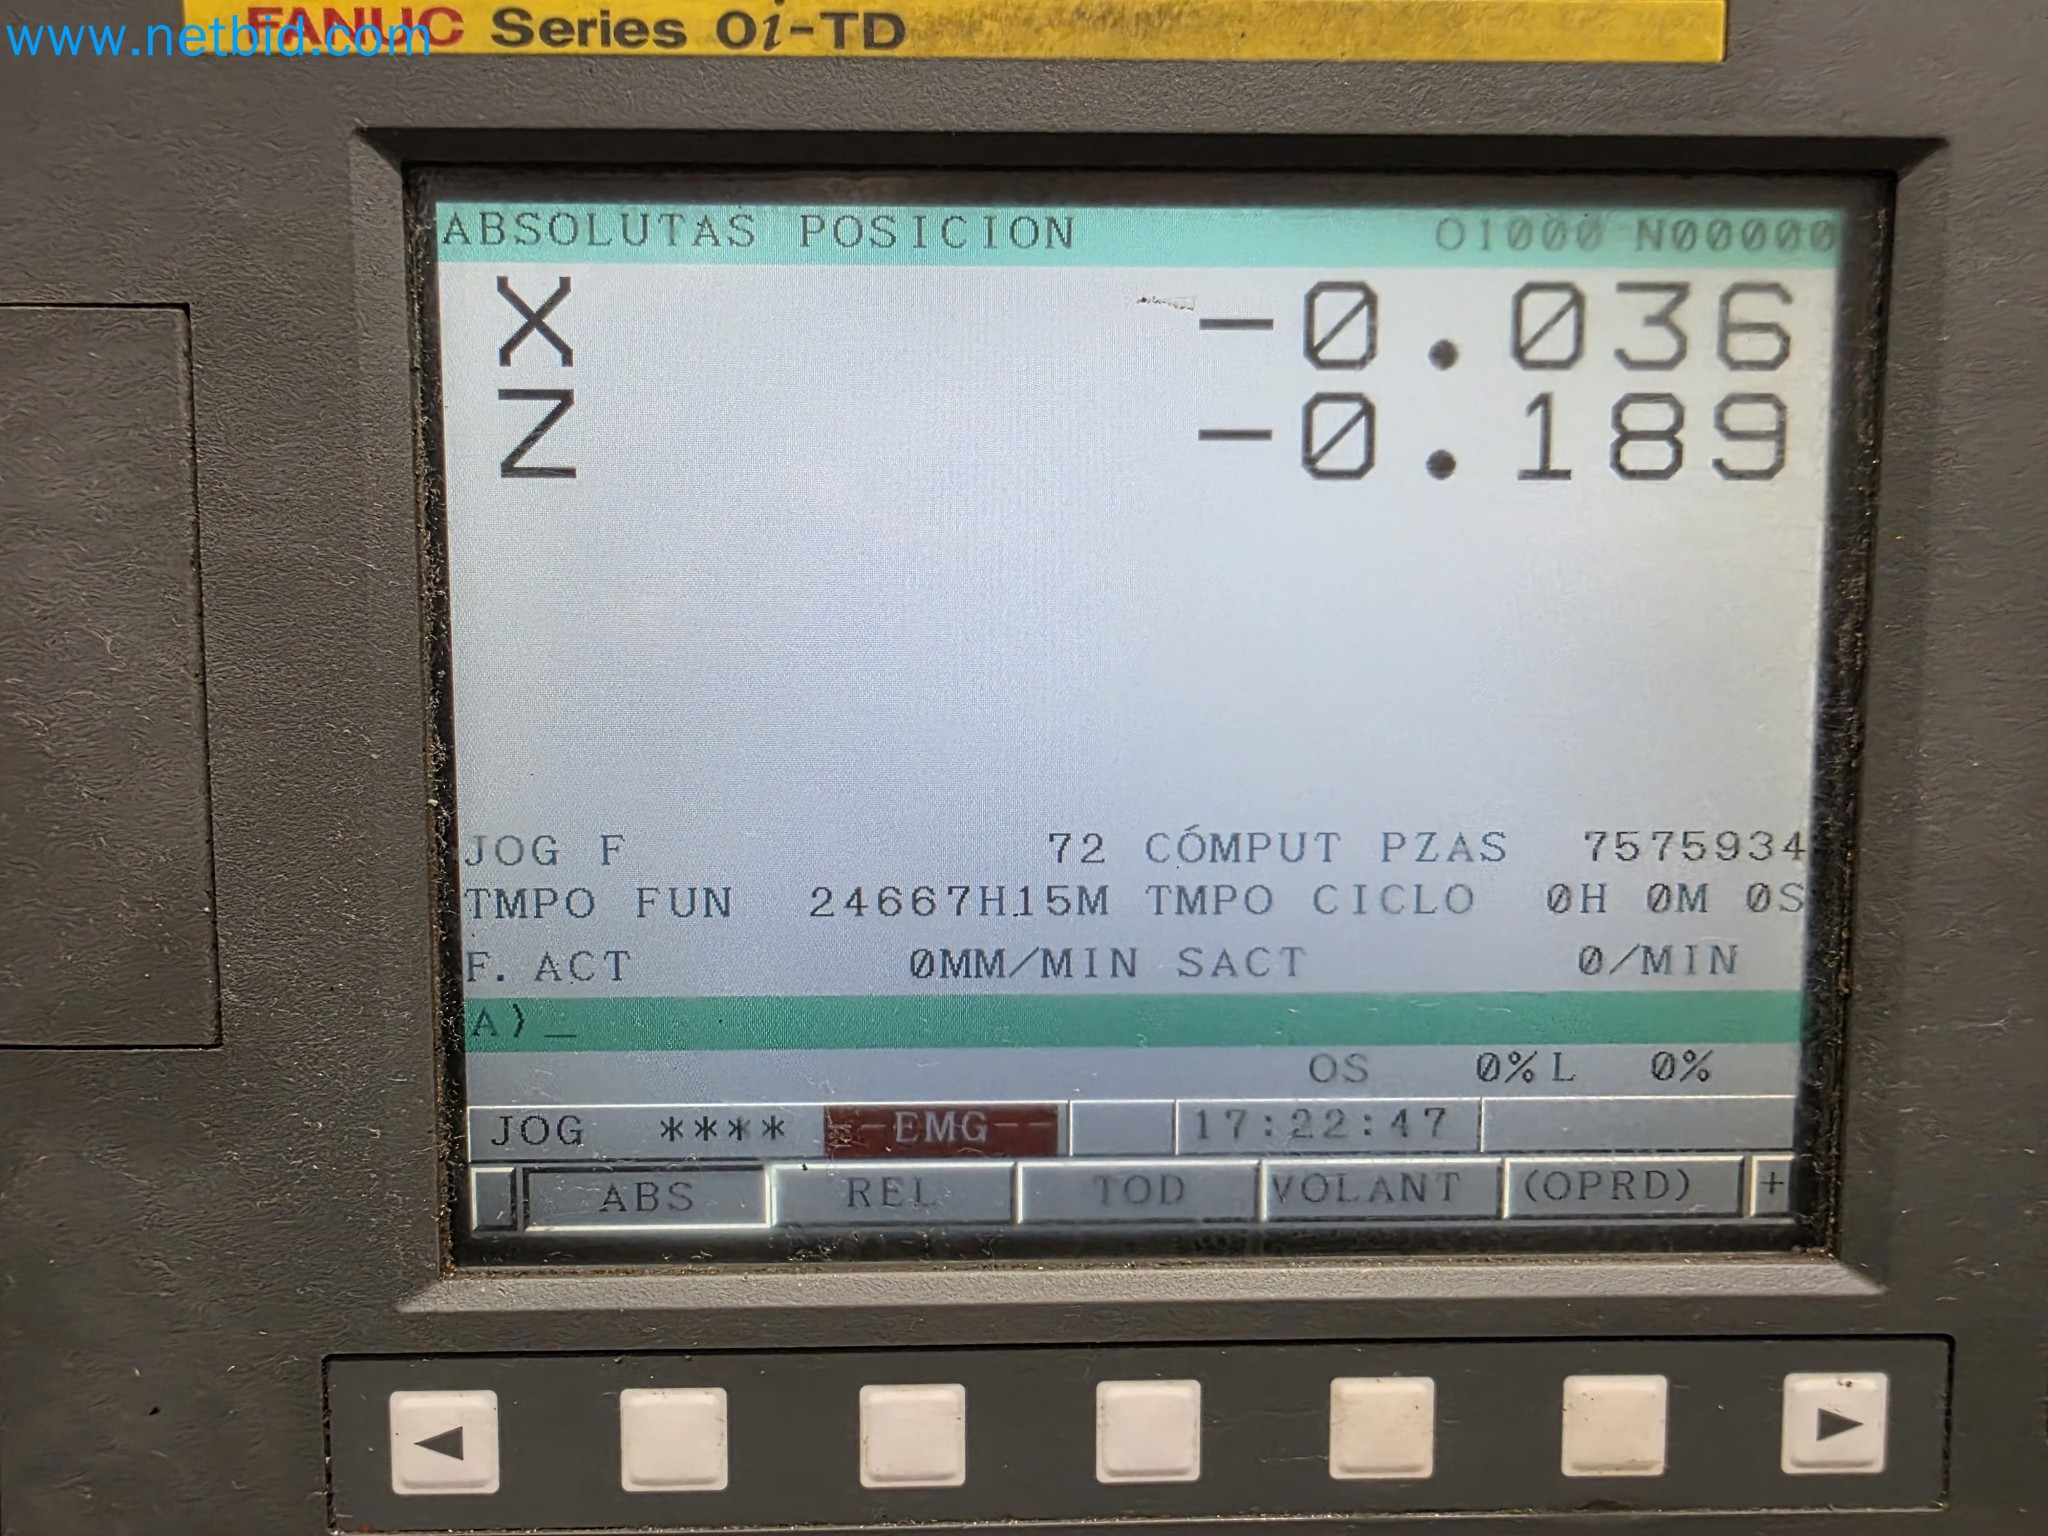 www.netbid.com
FANUC Series 0i-TD
ABSOLUTAS POSICION O1000 N00000
X -0.036
Z -0.189
JOG F 72 CÓMPUT PZAS 7575934
TMPO FUN 24667H15M TMPO CICLO 0H 0M 0S
F. ACT 0MM/MIN SACT 0/MIN
A)_
OS 0% L 0%
JOG **** --EMG-- 17:22:47
ABS REL TOD VOLANT (OPRD) +